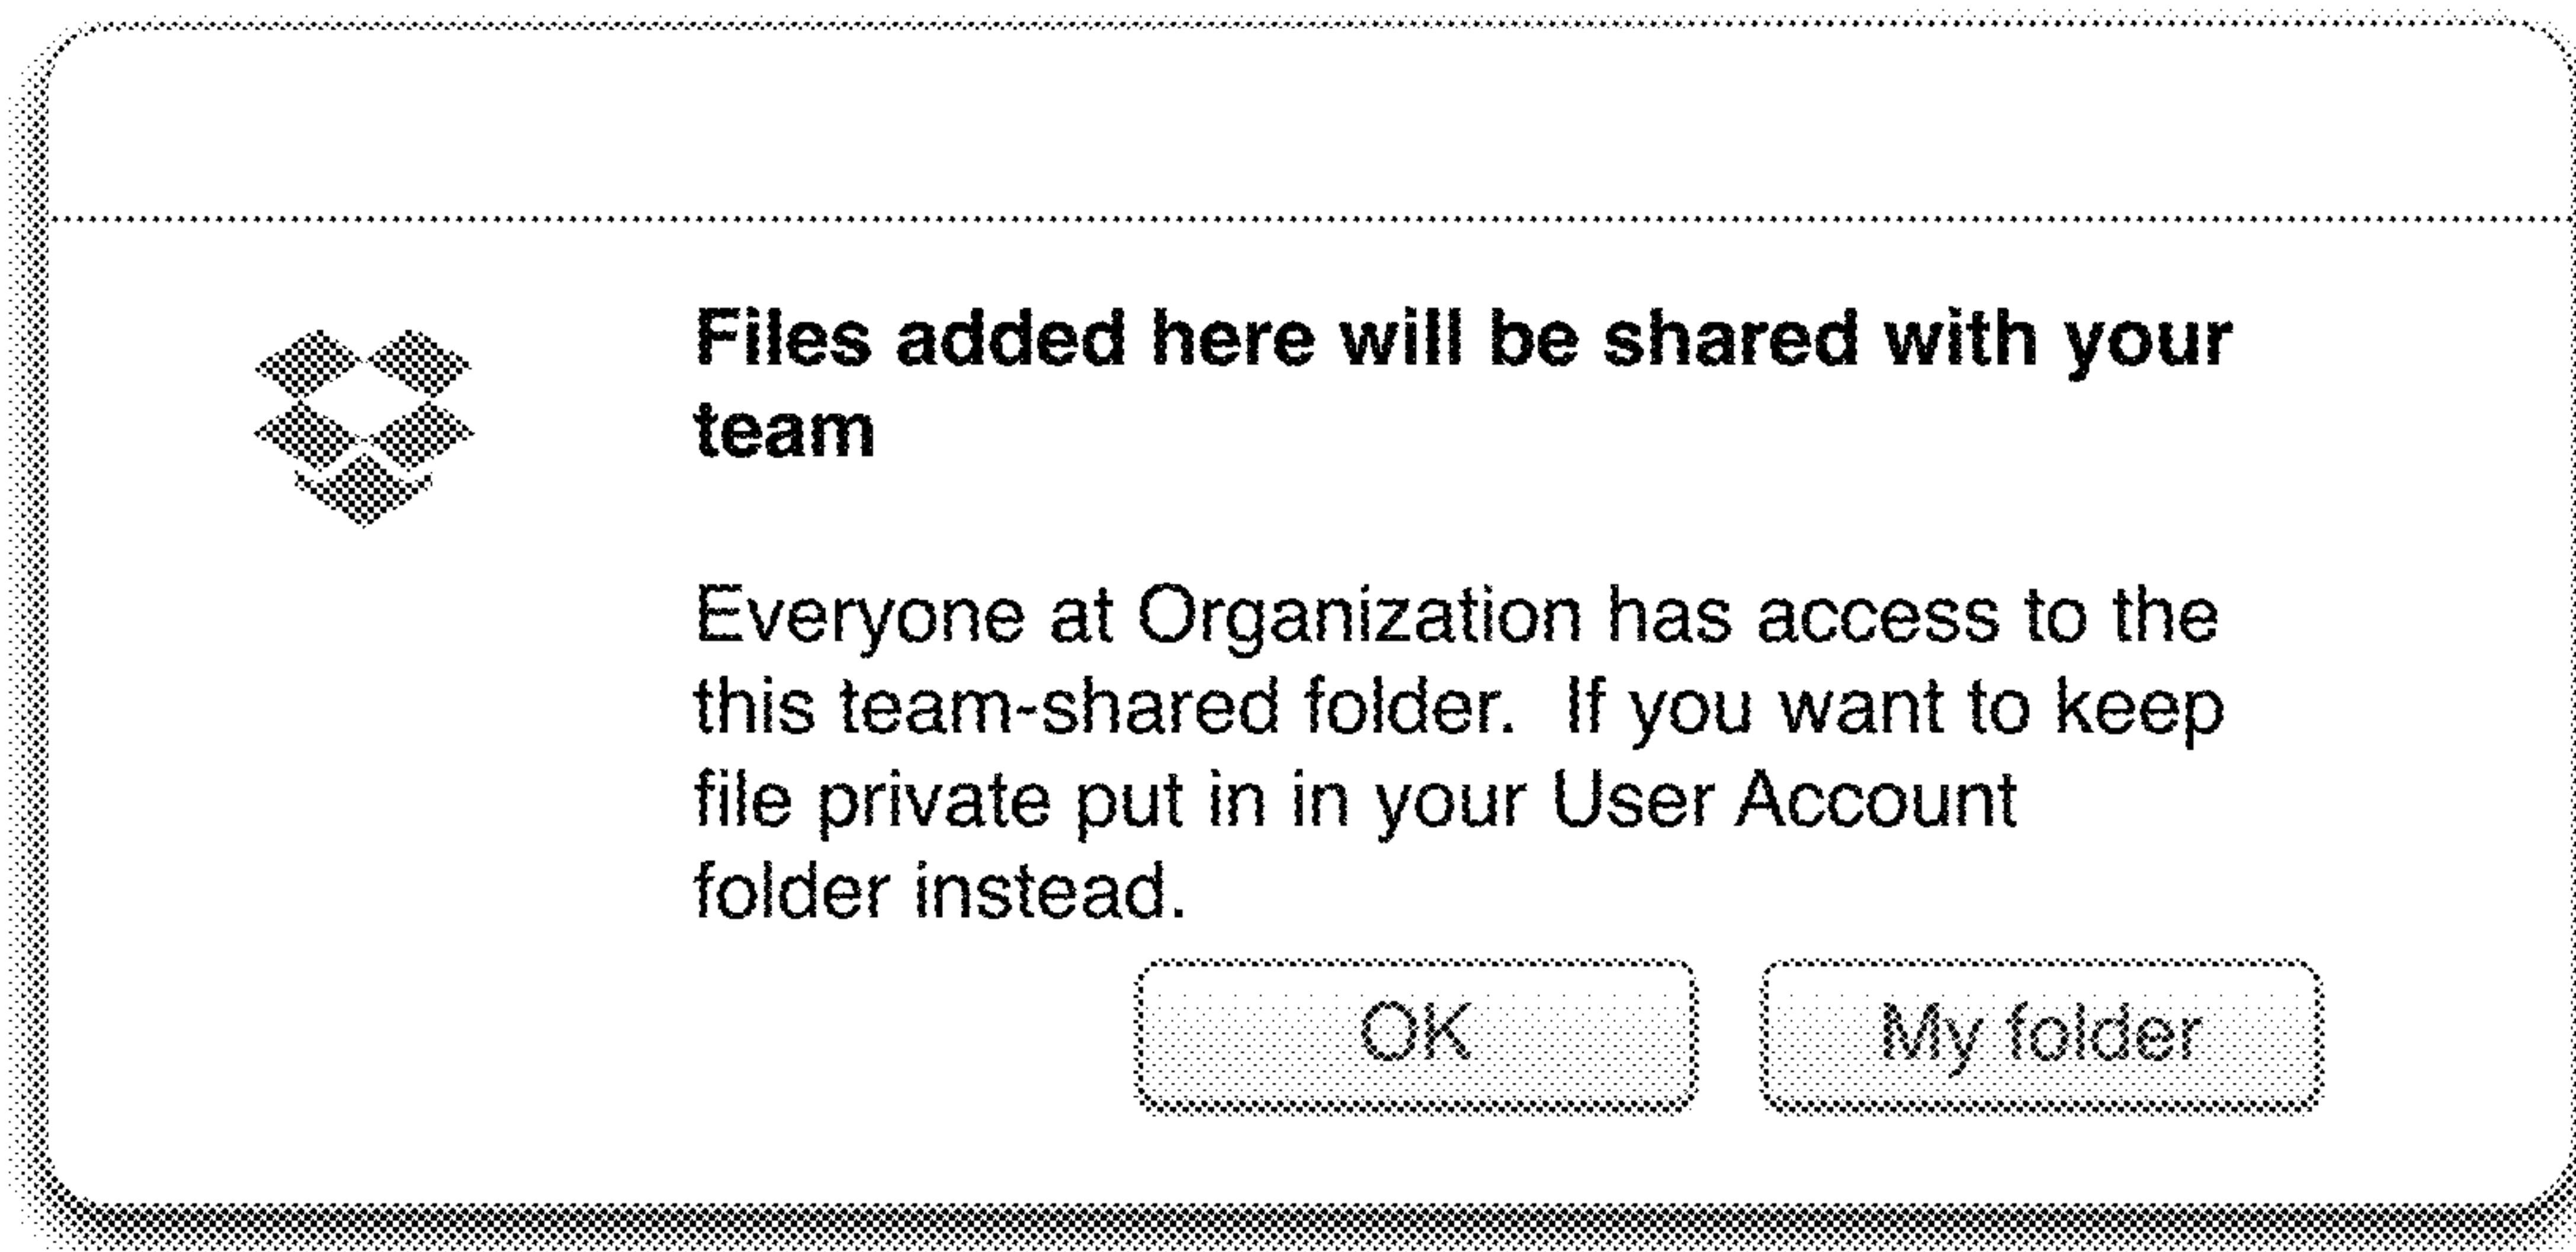 Files added here will be shared with your
team
Everyone at Organization has access to the
this team-shared folder.  If you want to keep
file private put in in your User Account
folder instead.
OK
My folder